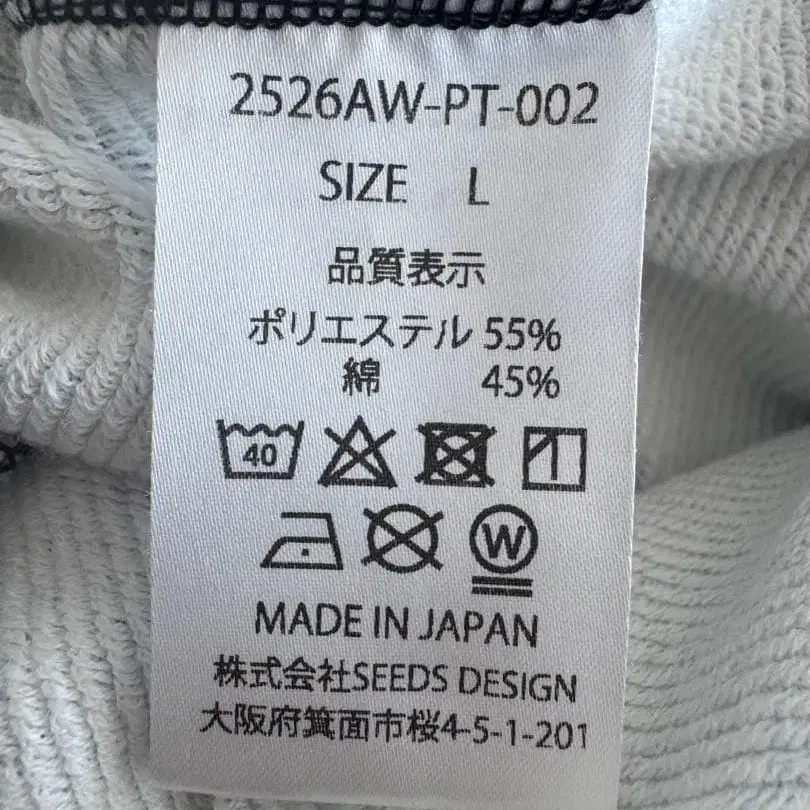 2526AW-PT-002
SIZE L
品質表示
ポリエステル 55%
綿 45%
40
W
MADE IN JAPAN
株式会社SEEDS DESIGN
大阪府箕面市桜4-5-1-201